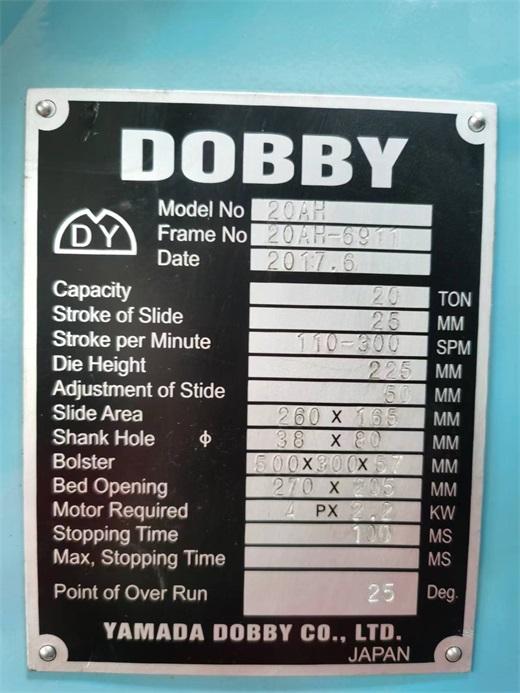 DOBBY
DY
Model No 20AH
Frame No 20AH-6911
Date 2017.6
Capacity 20 TON
Stroke of Slide 25 MM
Stroke per Minute 110-300 SPM
Die Height 225 MM
Adjustment of Stide 50 MM
Slide Area 260 X 165 MM
Shank Hole φ 38 X 80 MM
Bolster 500X300X57 MM
Bed Opening 270 X 205 MM
Motor Required 4 PX 2.2 KW
Stopping Time 100 MS
Max, Stopping Time MS
Point of Over Run 25 Deg.
YAMADA DOBBY CO., LTD.
JAPAN